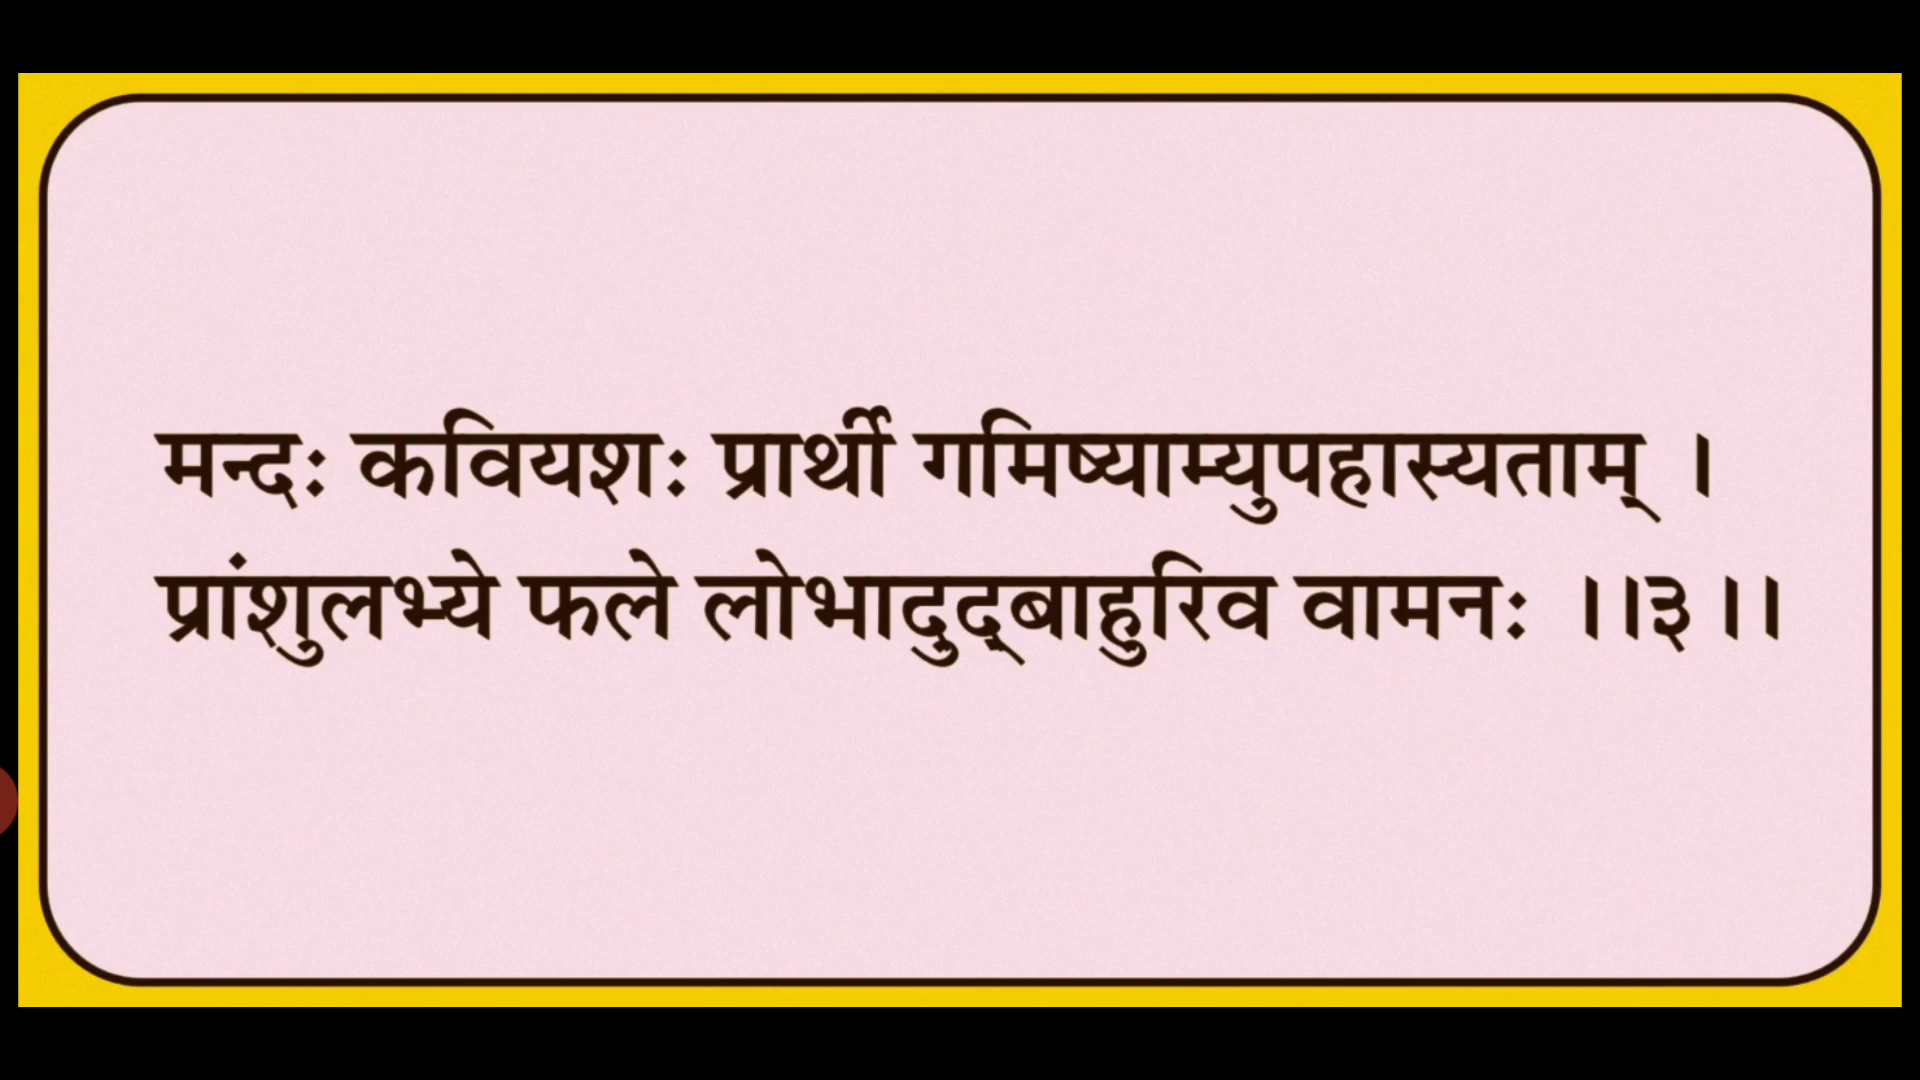 मन्दः कवियशः प्रार्थी गमिष्याम्युपहास्यताम् ।
प्रांशुलभ्ये फले लोभादुद्बाहुरिव वामनः ।।३।।